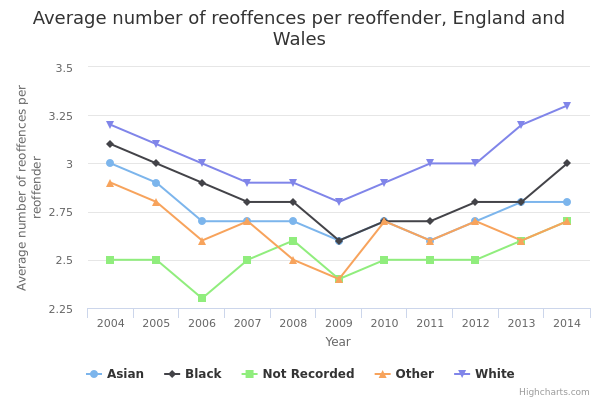 Average number of reoffences per reoffender, England and
Wales
Average number of reoffences per
reoffender
3.5
3.25
3
2.75
2.5
2.25
2004 2005 2006 2007 2008 2009 2010 2011 2012 2013 2014
Year
Asian Black Not Recorded Other White
Highcharts.com